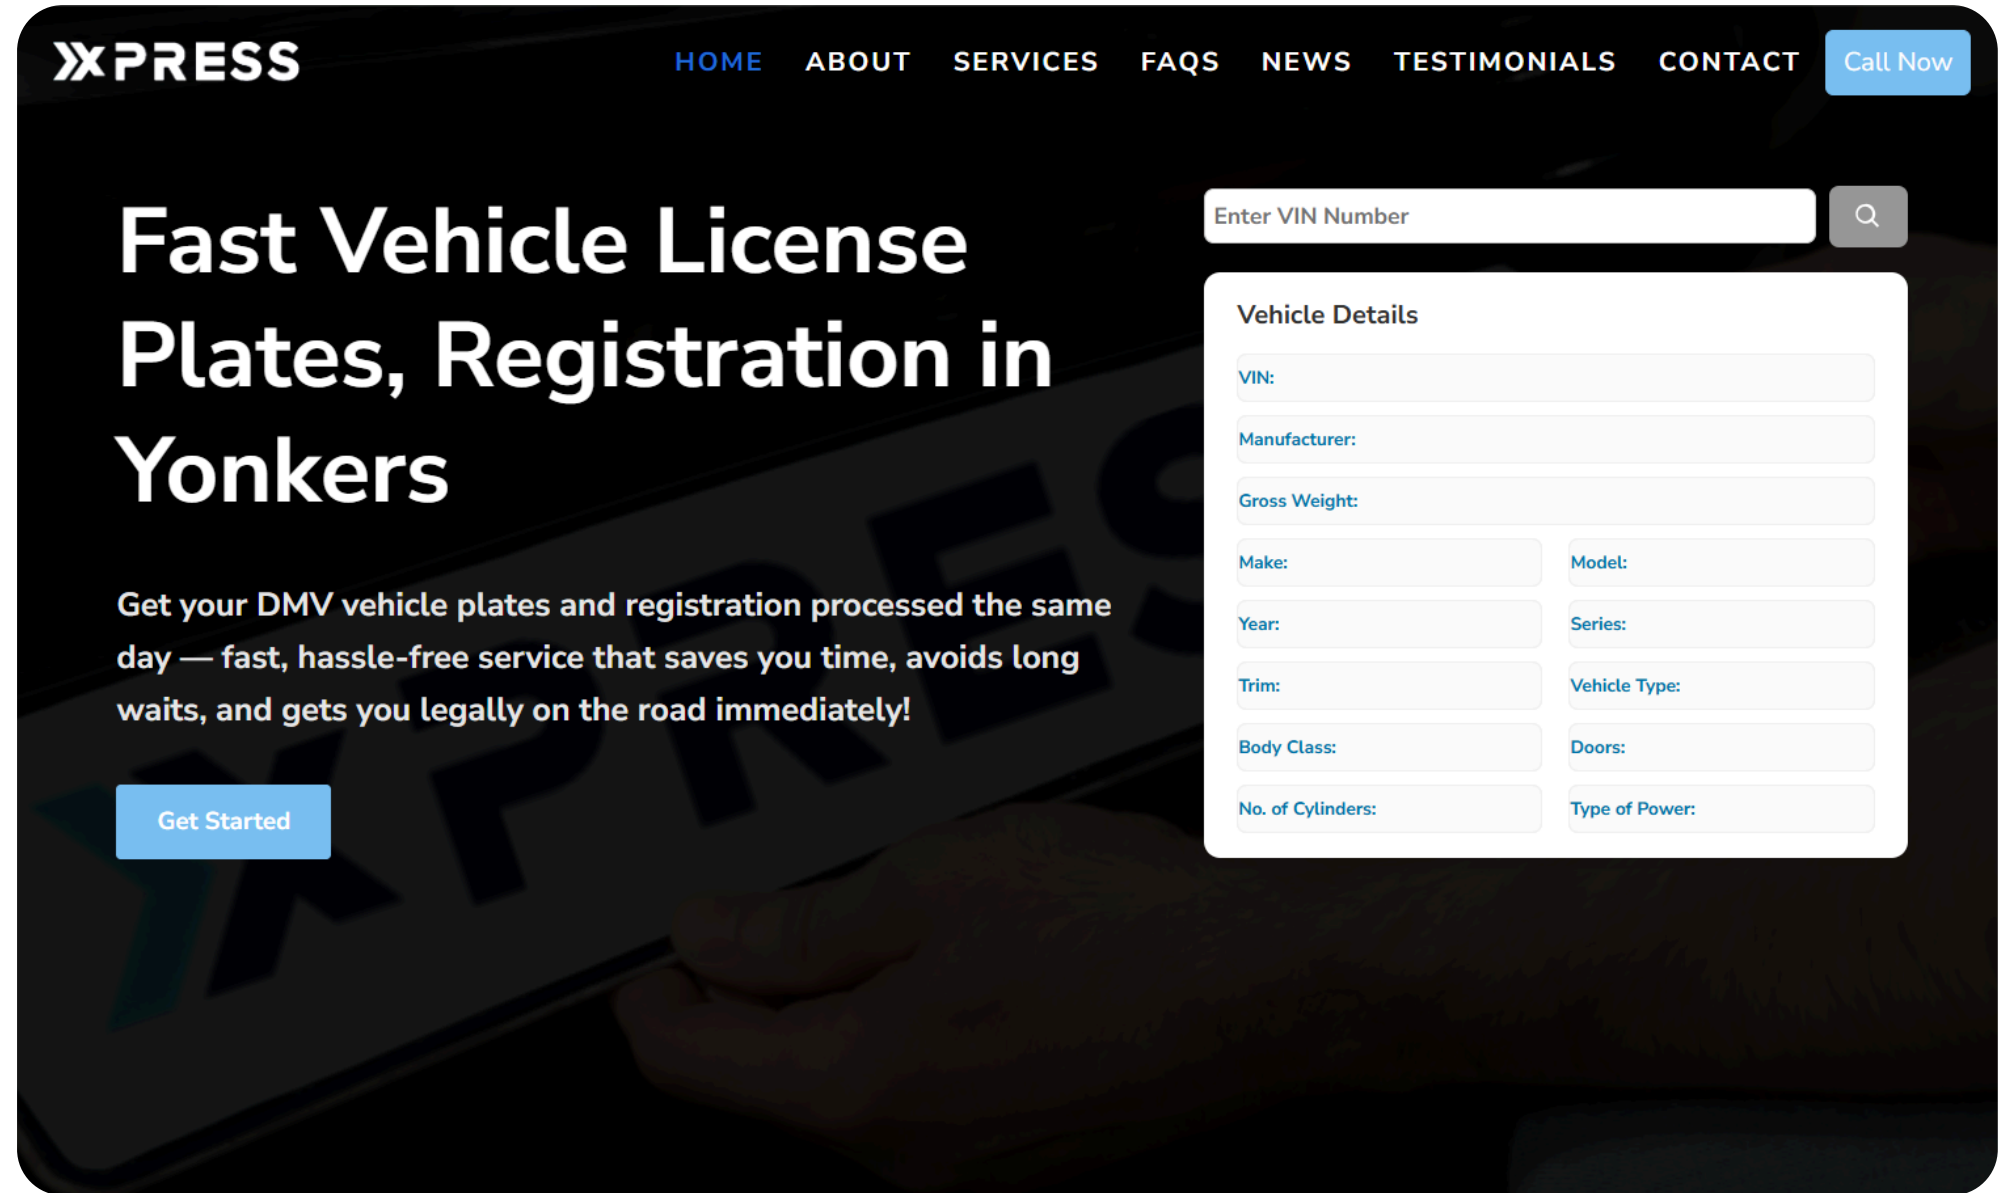 XPRESS
HOME ABOUT SERVICES FAQS NEWS TESTIMONIALS CONTACT Call Now
Fast Vehicle License
Plates, Registration in
Yonkers
Get your DMV vehicle plates and registration processed the same
day — fast, hassle-free service that saves you time, avoids long
waits, and gets you legally on the road immediately!
Get Started
Enter VIN Number
Vehicle Details
VIN:
Manufacturer:
Gross Weight:
Make: Model:
Year: Series:
Trim: Vehicle Type:
Body Class: Doors:
No. of Cylinders: Type of Power:
XPRES